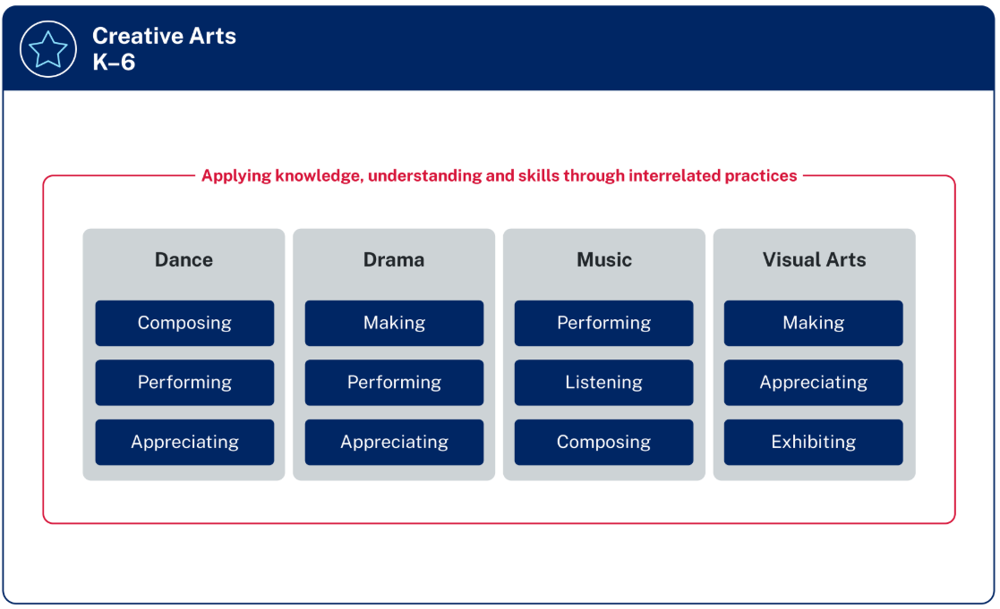 Creative Arts
K–6
Applying knowledge, understanding and skills through interrelated practices
Dance
Composing
Performing
Appreciating
Drama
Making
Performing
Appreciating
Music
Performing
Listening
Composing
Visual Arts
Making
Appreciating
Exhibiting